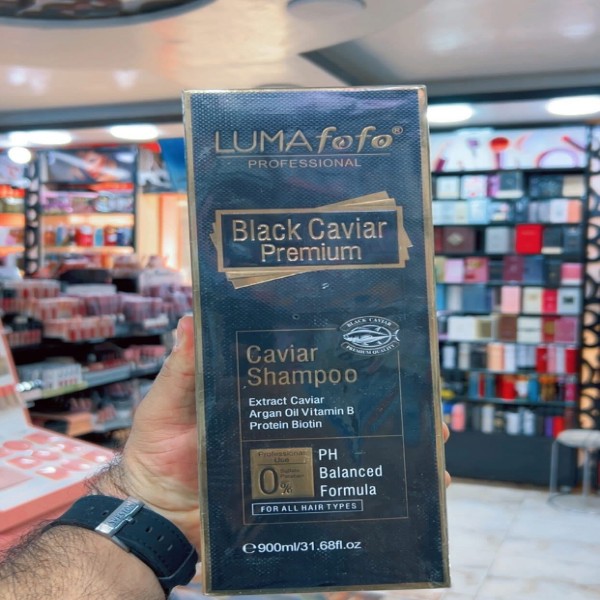 LUMAfofo®
PROFESSIONAL
Black Caviar
Premium
BLACK CAVIAR
PREMIUM QUALITY
Caviar
Shampoo
Extract Caviar
Argan Oil Vitamin B
Protein Biotin
0%
PH
Balanced
Formula
FOR ALL HAIR TYPES
℮900ml/31.68fl.oz